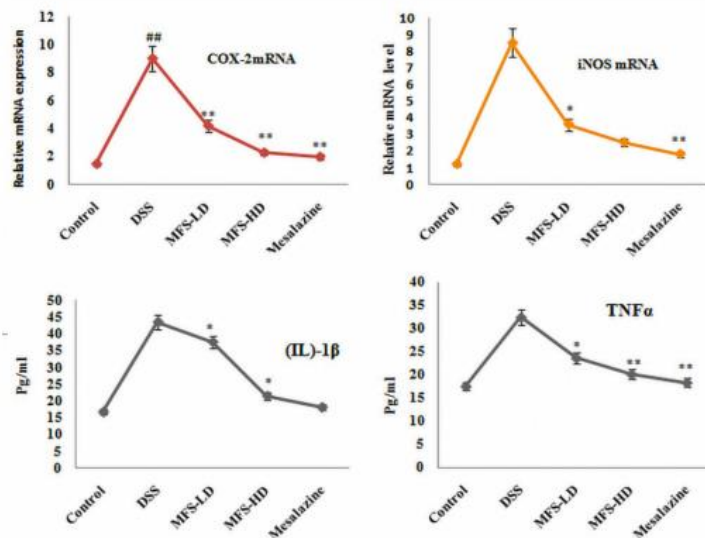 12
10
8
6
4
2
0
Relative mRNA expression
##
COX-2mRNA
**
**
**
Control
DSS
MFS-LD
MFS-HD
Mesalazine
10
9
8
7
6
5
4
3
2
1
0
Relative mRNA level
iNOS mRNA
*
**
Control
DSS
MFS-LD
MFS-HD
Mesalazine
50
45
40
35
30
25
20
15
10
5
0
Pg/ml
*
(IL)-1β
*
Control
DSS
MFS-LD
MFS-HD
Mesalazine
40
35
30
25
20
15
10
5
0
Pg/ml
TNFα
*
**
**
Control
DSS
MFS-LD
MFS-HD
Mesalazine